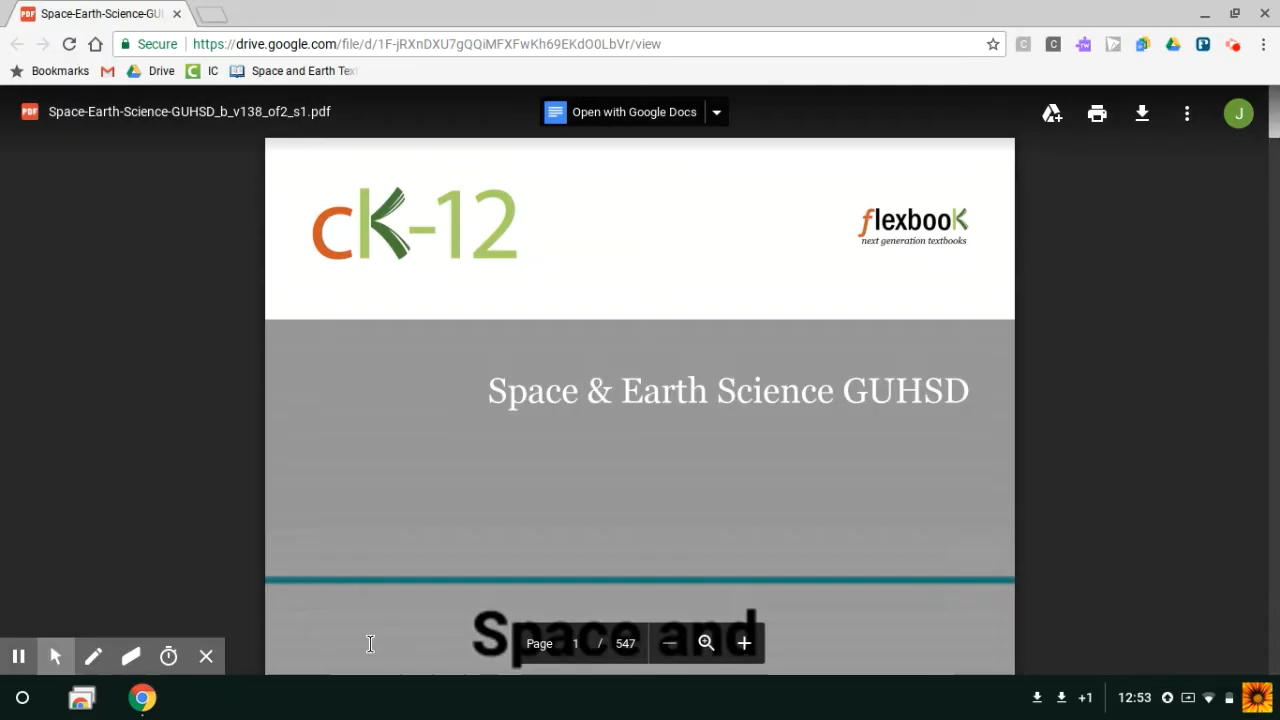 Space-Earth-Science-GU
Secure https://drive.google.com/file/d/1F-jRXnDXU7gQQiMFXFwKh69EKdO0LbVr/view
Bookmarks Drive IC Space and Earth Tex
PDF Space-Earth-Science-GUHSD_b_v138_of2_s1.pdf Open with Google Docs J
cK-12 flexbook
next generation textbooks
Space & Earth Science GUHSD
Space and
Page 1 / 547
+1 12:53